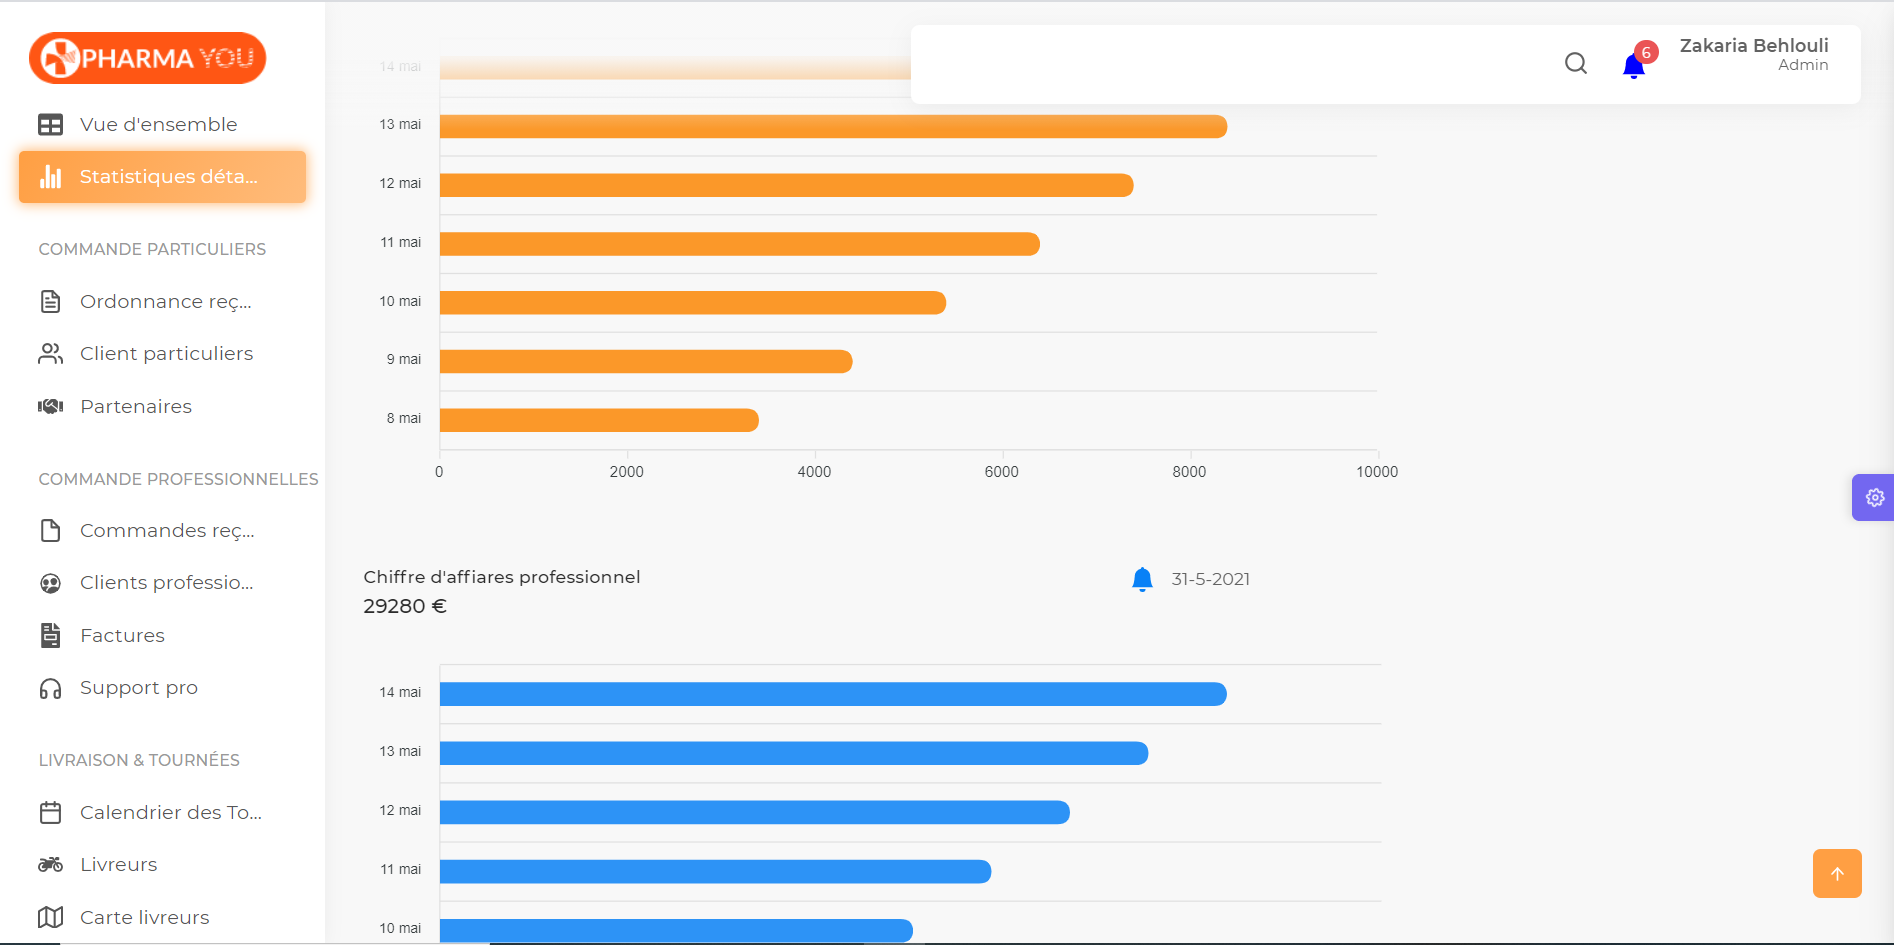 PHARMA YOU
Vue d'ensemble
Statistiques déta...
COMMANDE PARTICULIERS
Ordonnance reç...
Client particuliers
Partenaires
COMMANDE PROFESSIONNELLES
Commandes reç...
Clients professio...
Factures
Support pro
LIVRAISON & TOURNÉES
Calendrier des To...
Livreurs
Carte livreurs
6
Zakaria Behlouli
Admin
14 mai
13 mai
12 mai
11 mai
10 mai
9 mai
8 mai
0 2000 4000 6000 8000 10000
Chiffre d'affiares professionnel
29280 €
31-5-2021
14 mai
13 mai
12 mai
11 mai
10 mai